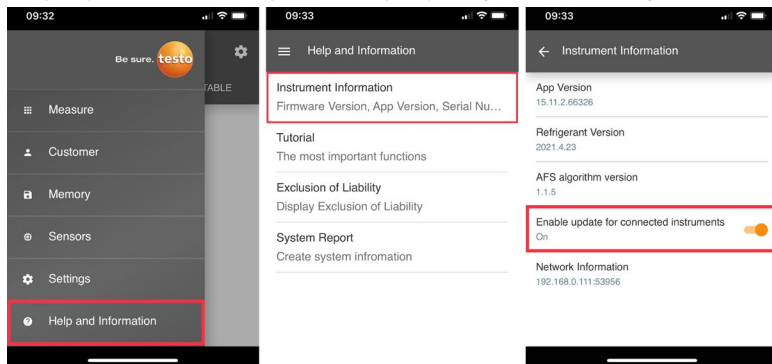 09:32
Be sure. testo
TABLE
Measure
Customer
Memory
Sensors
Settings
Help and Information
09:33
Help and Information
Instrument Information
Firmware Version, App Version, Serial Nu...
Tutorial
The most important functions
Exclusion of Liability
Display Exclusion of Liability
System Report
Create system infromation
09:33
Instrument Information
App Version
15.11.2.66326
Refrigerant Version
2021.4.23
AFS algorithm version
1.1.5
Enable update for connected instruments
On
Network Information
192.168.0.111:53956